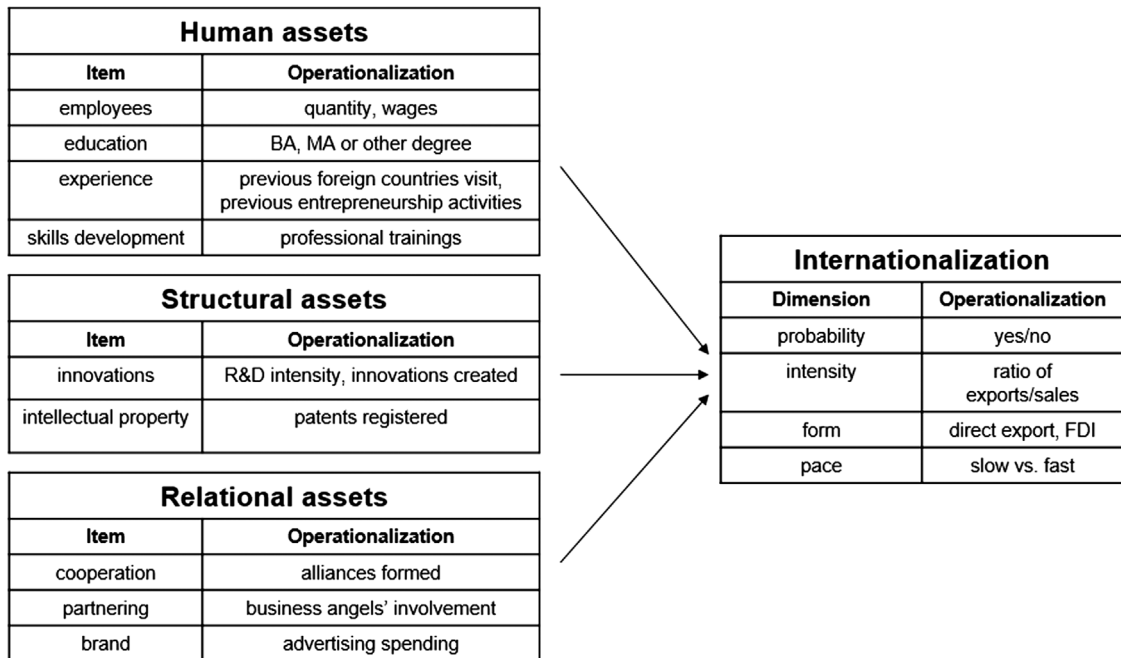 Human assets
Item Operationalization
employees quantity, wages
education BA, MA or other degree
experience previous foreign countries visit,
previous entrepreneurship activities
skills development professional trainings
Structural assets
Item Operationalization
innovations R&D intensity, innovations created
intellectual property patents registered
Relational assets
Item Operationalization
cooperation alliances formed
partnering business angels’ involvement
brand advertising spending
Internationalization
Dimension Operationalization
probability yes/no
intensity ratio of
exports/sales
form direct export, FDI
pace slow vs. fast